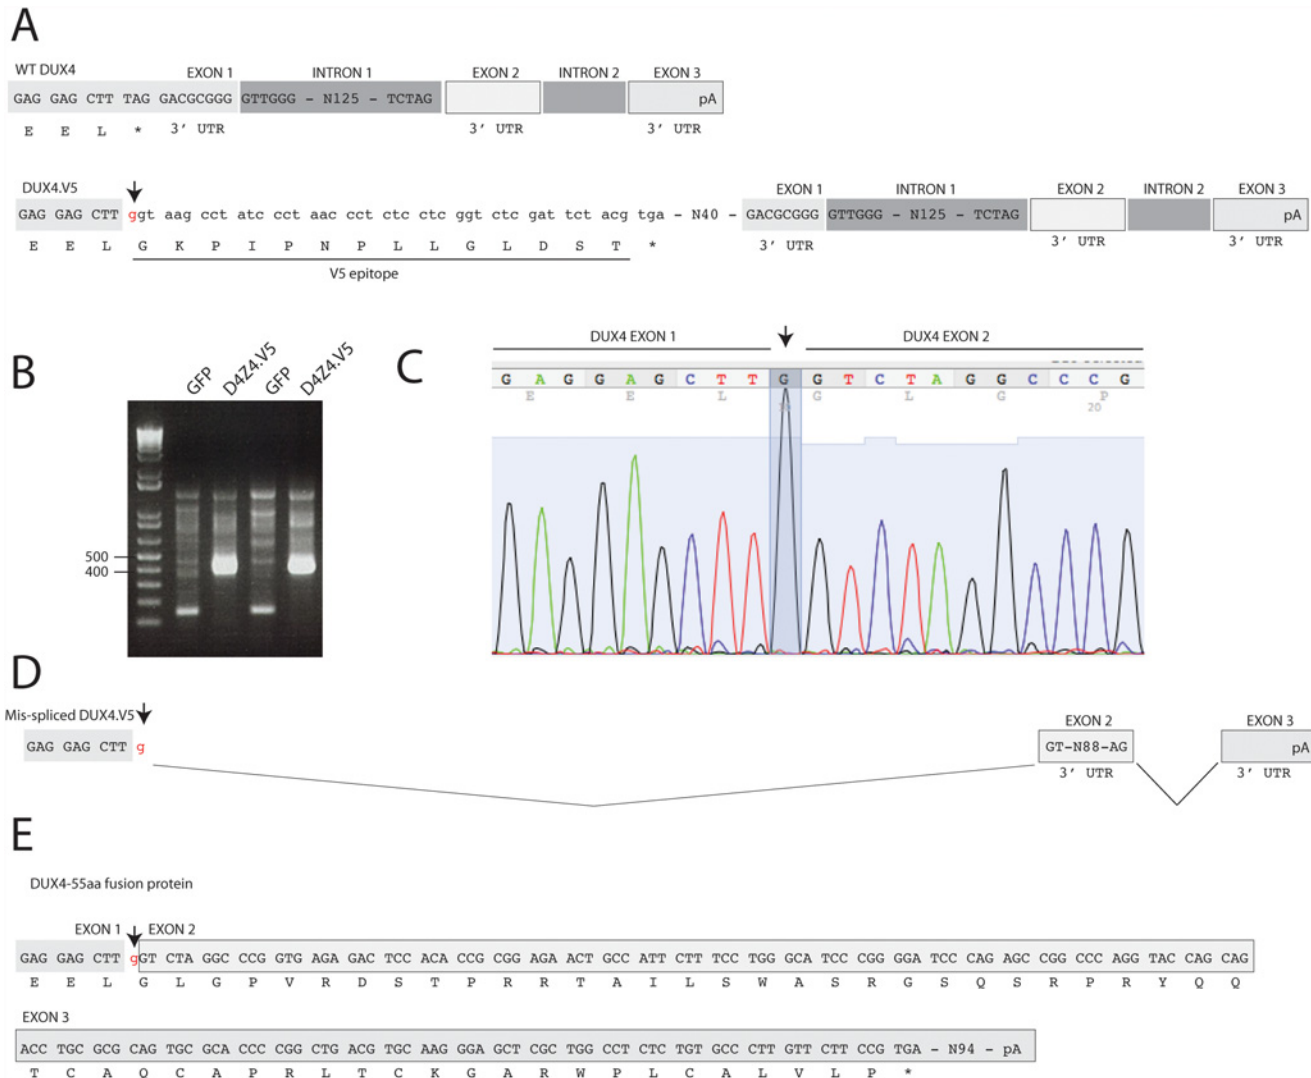 A
WT DUX4 EXON 1 INTRON 1 EXON 2 INTRON 2 EXON 3
GAG GAG CTT TAG GACGCGGG GTTGGG - N125 - TCTAG pA
E E L * 3' UTR 3' UTR 3' UTR
DUX4.V5 EXON 1 INTRON 1 EXON 2 INTRON 2 EXON 3
GAG GAG CTT ggt aag cct atc cct aac cct ctc ctc ggt ctc gat tct acg tga - N40 - GACGCGGG GTTGGG - N125 - TCTAG pA
E E L G K P I P N P L L G L D S T * 3' UTR 3' UTR 3' UTR
V5 epitope
B
GFP D4Z4.V5 GFP D4Z4.V5
500
400
C
DUX4 EXON 1 DUX4 EXON 2
G A G G A G C T T G G T C T A G G C C C G
E E L G L G P
20
D
Mis-spliced DUX4.V5 EXON 2 EXON 3
GAG GAG CTT g GT-N88-AG pA
3' UTR 3' UTR
E
DUX4-55aa fusion protein
EXON 1 EXON 2
GAG GAG CTT gGT CTA GGC CCG GTG AGA GAC TCC ACA CCG CGG AGA ACT GCC ATT CTT TCC TGG GCA TCC CGG GGA TCC CAG AGC CGG CCC AGG TAC CAG CAG
E E L G L G P V R D S T P R R T A I L S W A S R G S Q S R P R Y Q Q
EXON 3
ACC TGC GCG CAG TGC GCA CCC CGG CTG ACG TGC AAG GGA GCT CGC TGG CCT CTC TGT GCC CTT GTT CTT CCG TGA - N94 - pA
T C A Q C A P R L T C K G A R W P L C A L V L P *